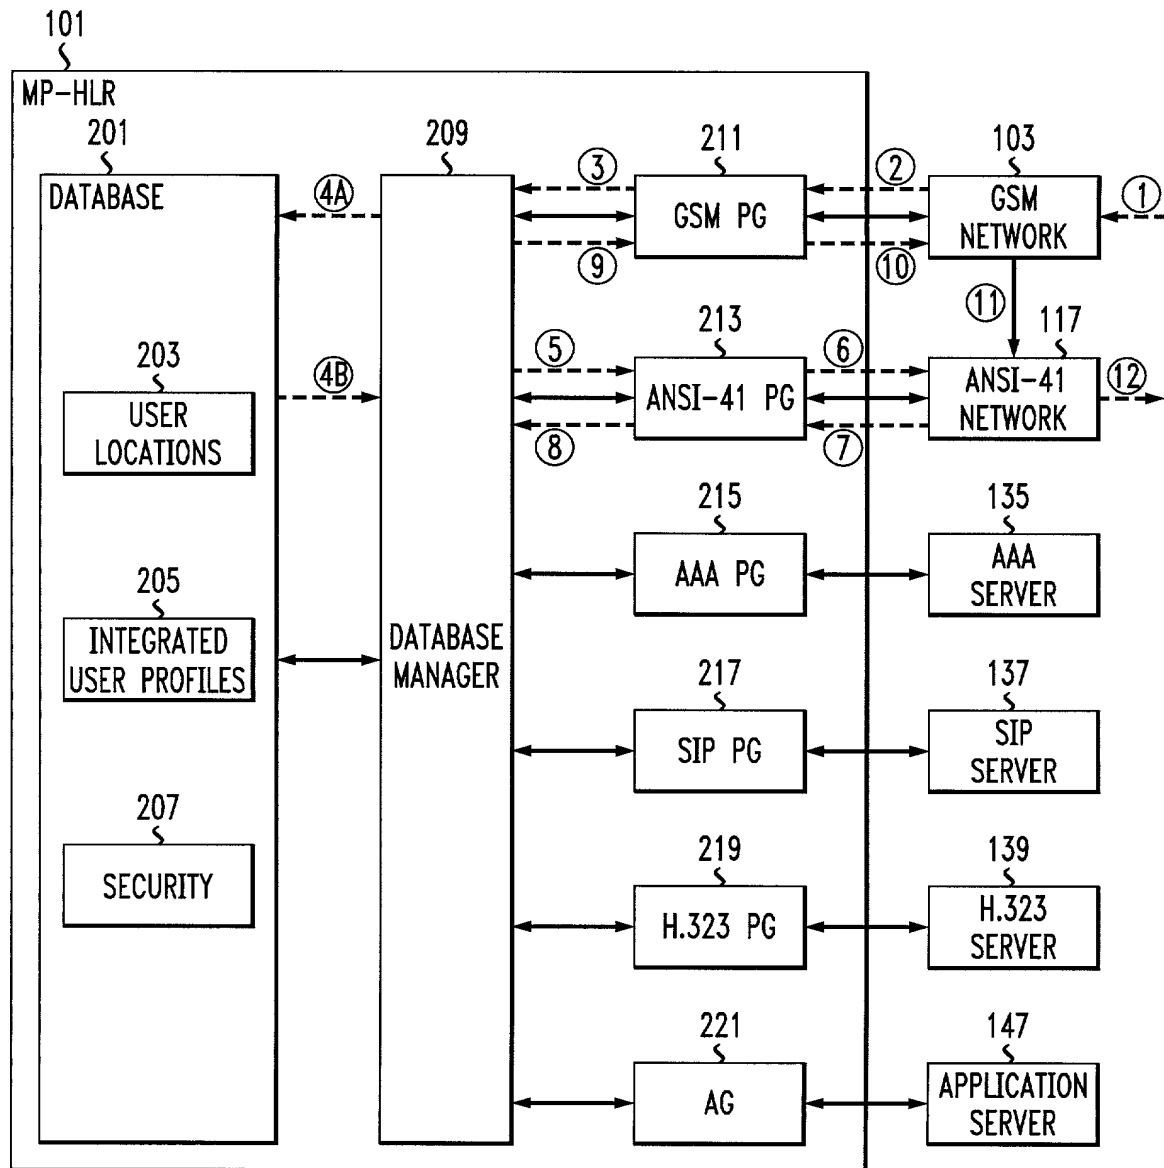 101
MP-HLR
201
209
211
103
DATABASE
4A
3
GSM PG
2
GSM
NETWORK
1
9
10
11
203
USER
LOCATIONS
4B
213
117
5
ANSI-41 PG
6
ANSI-41
NETWORK
12
8
7
215
135
AAA PG
AAA
SERVER
205
INTEGRATED
USER PROFILES
DATABASE
MANAGER
217
137
SIP PG
SIP
SERVER
207
SECURITY
219
139
H.323 PG
H.323
SERVER
221
147
AG
APPLICATION
SERVER